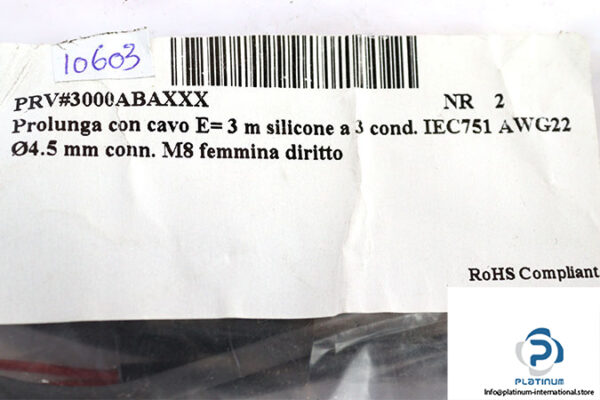 10603
PRV#3000ABAXXX NR 2
Prolunga con cavo E= 3 m silicone a 3 cond. IEC751 AWG22
Ø4.5 mm conn. M8 femmina diritto
RoHS Compliant
PLATINUM
Info@platinum-international.store